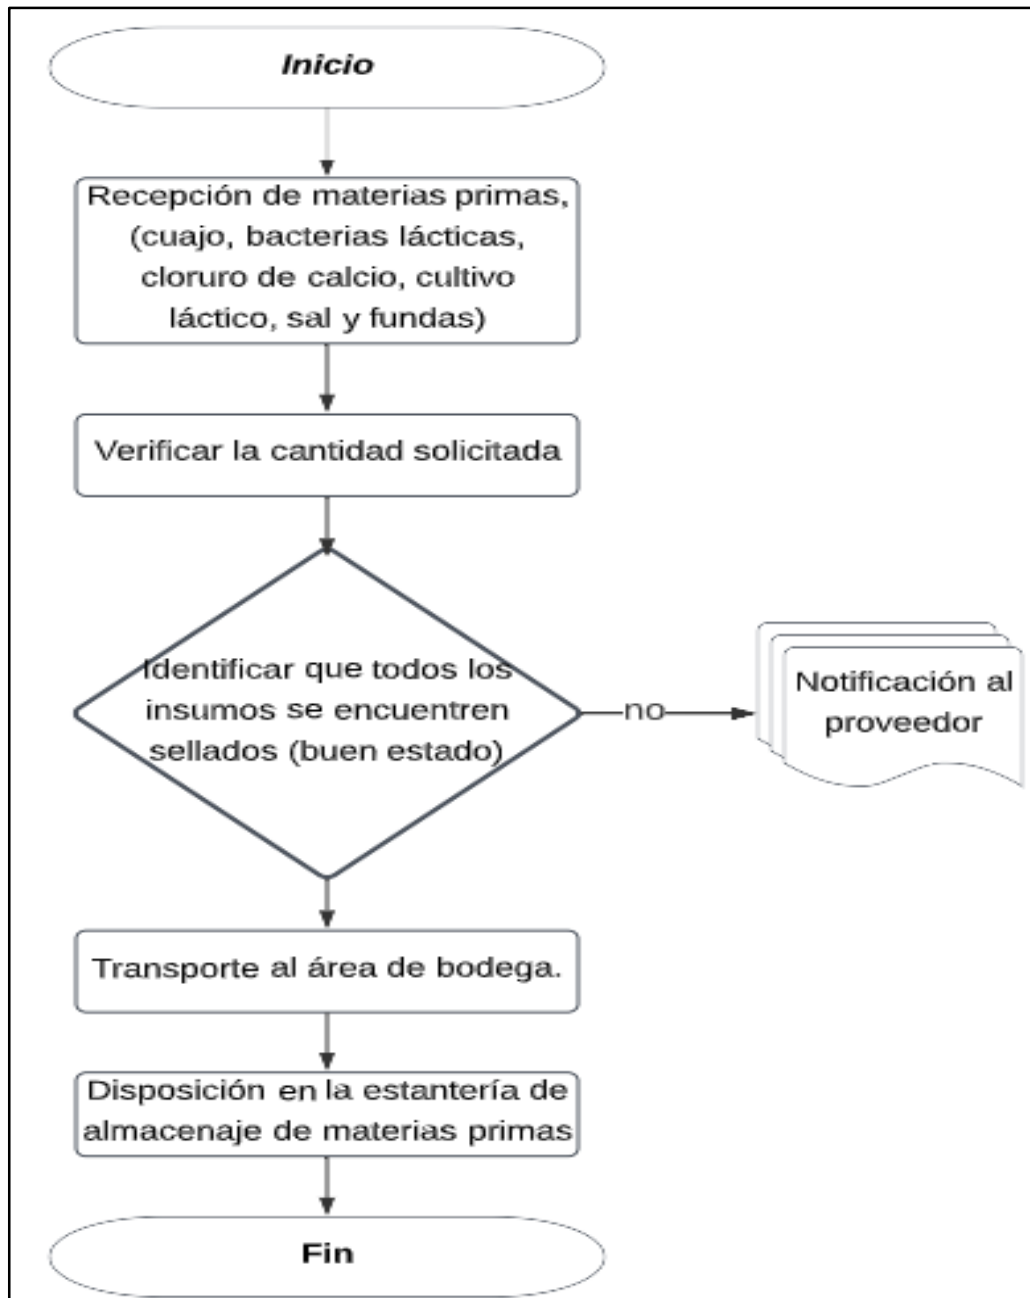 Inicio
Recepción de materias primas,
(cuajo, bacterias lácticas,
cloruro de calcio, cultivo
láctico, sal y fundas)
Verificar la cantidad solicitada
Identificar que todos los
insumos se encuentren
sellados (buen estado)
no
Notificación al
proveedor
Transporte al área de bodega.
Disposición en la estantería de
almacenaje de materias primas
Fin